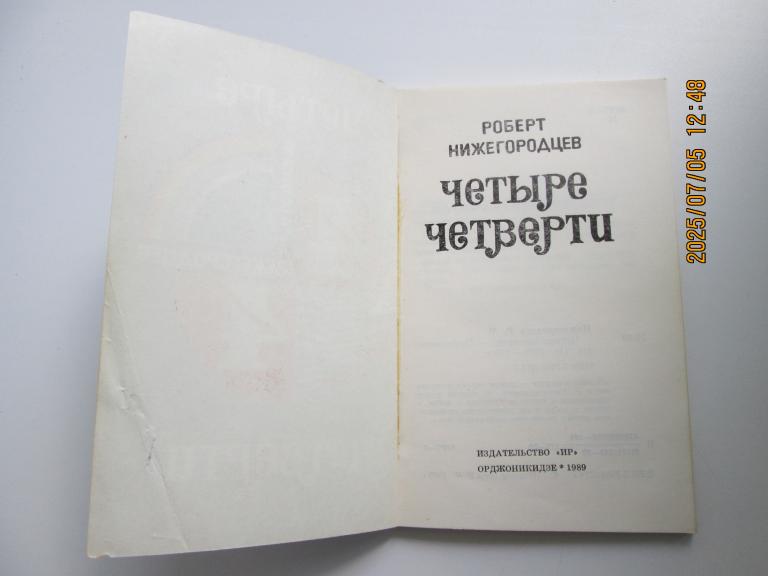 РОБЕРТ
НИЖЕГОРОДЦЕВ
ЧЕТЫРЕ
ЧЕТВЕРТИ
ИЗДАТЕЛЬСТВО «ИР»
ОРДЖОНИКИДЗЕ * 1989
2025/07/05 12:48